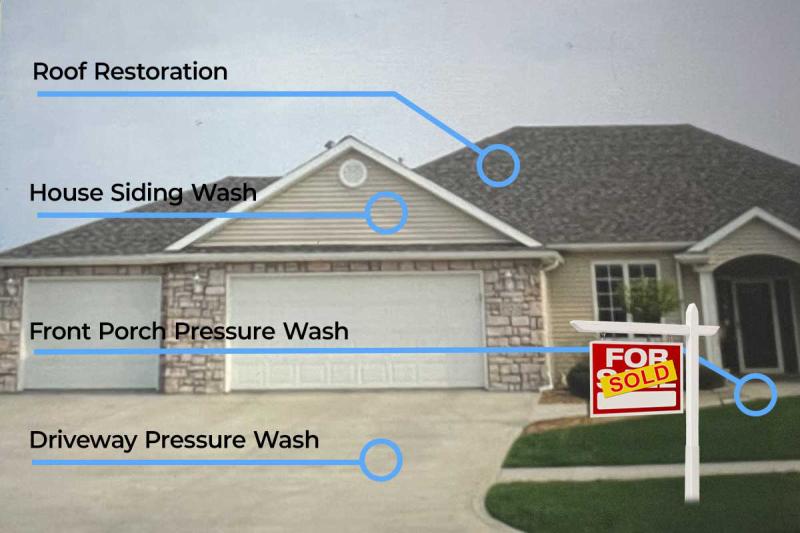 Roof Restoration
House Siding Wash
Front Porch Pressure Wash
FOR
SOLD
Driveway Pressure Wash